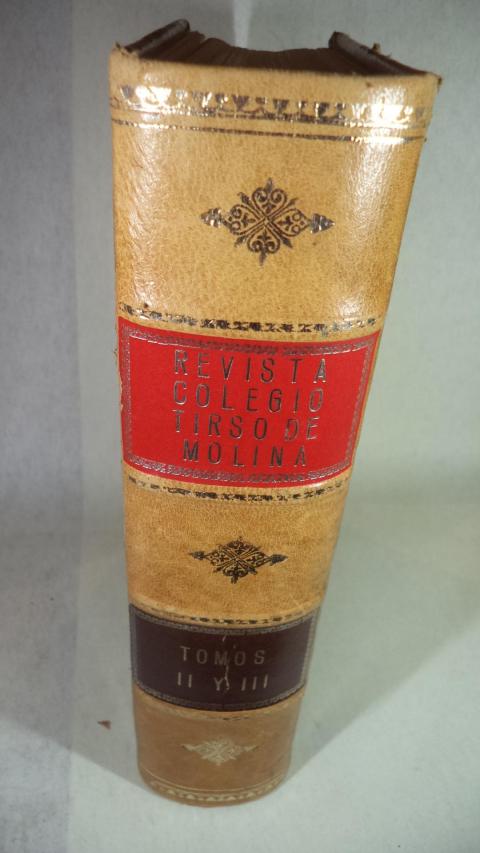 REVISTA
COLEGIO
TIRSO DE
MOLINA
TOMOS
II Y III